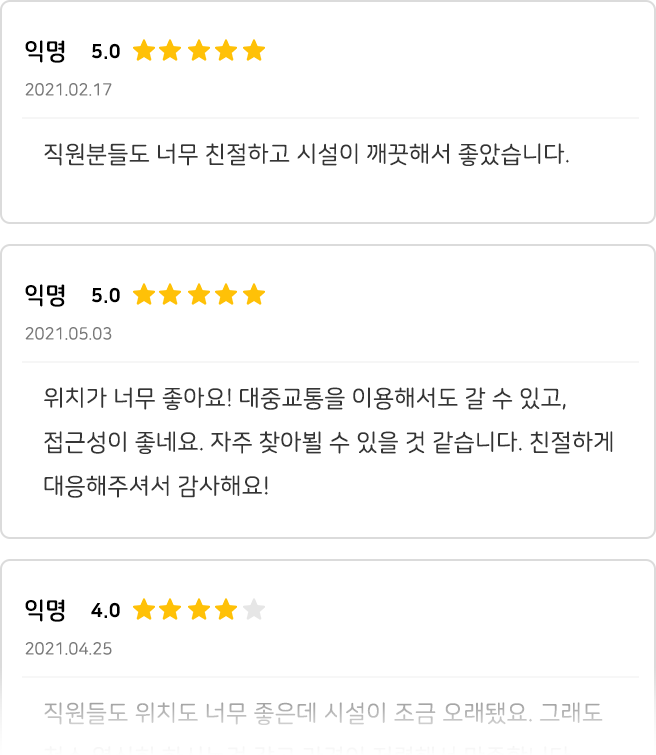 익명 5.0
2021.02.17
직원분들도 너무 친절하고 시설이 깨끗해서 좋았습니다.
익명 5.0
2021.05.03
위치가 너무 좋아요! 대중교통을 이용해서도 갈 수 있고,
접근성이 좋네요. 자주 찾아뵐 수 있을 것 같습니다. 친절하게
대응해주셔서 감사해요!
익명 4.0
2021.04.25
직원들도 위치도 너무 좋은데 시설이 조금 오래됐요. 그래도